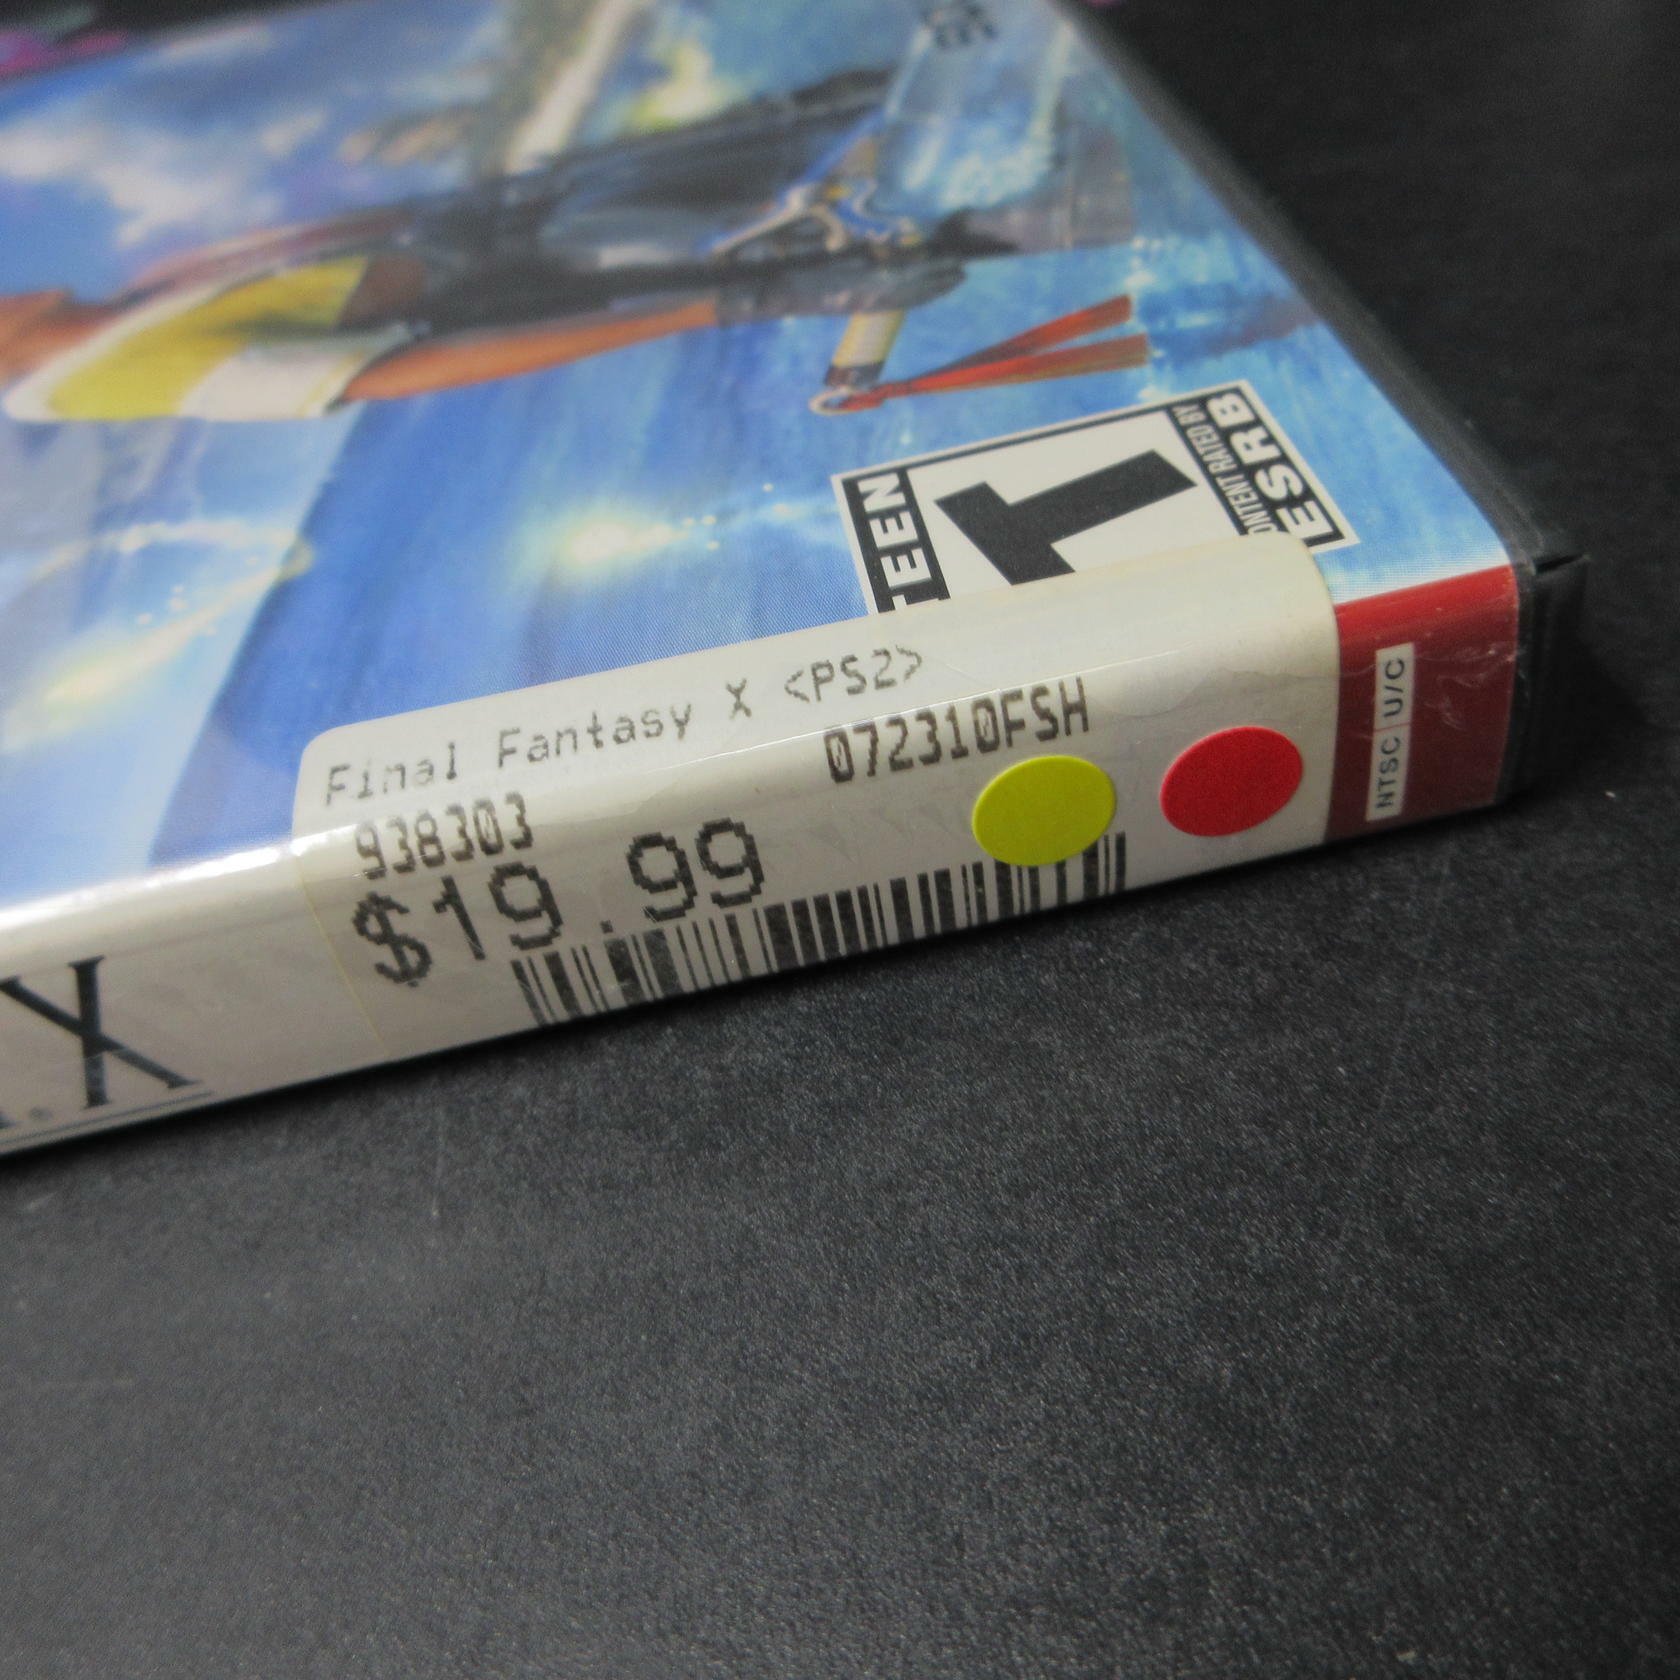 TEEN
T
CONTENT RATED BY
ESRB
Final Fantasy X <PS2>
938303
072310FSH
$19.99
X
NTSC U/C